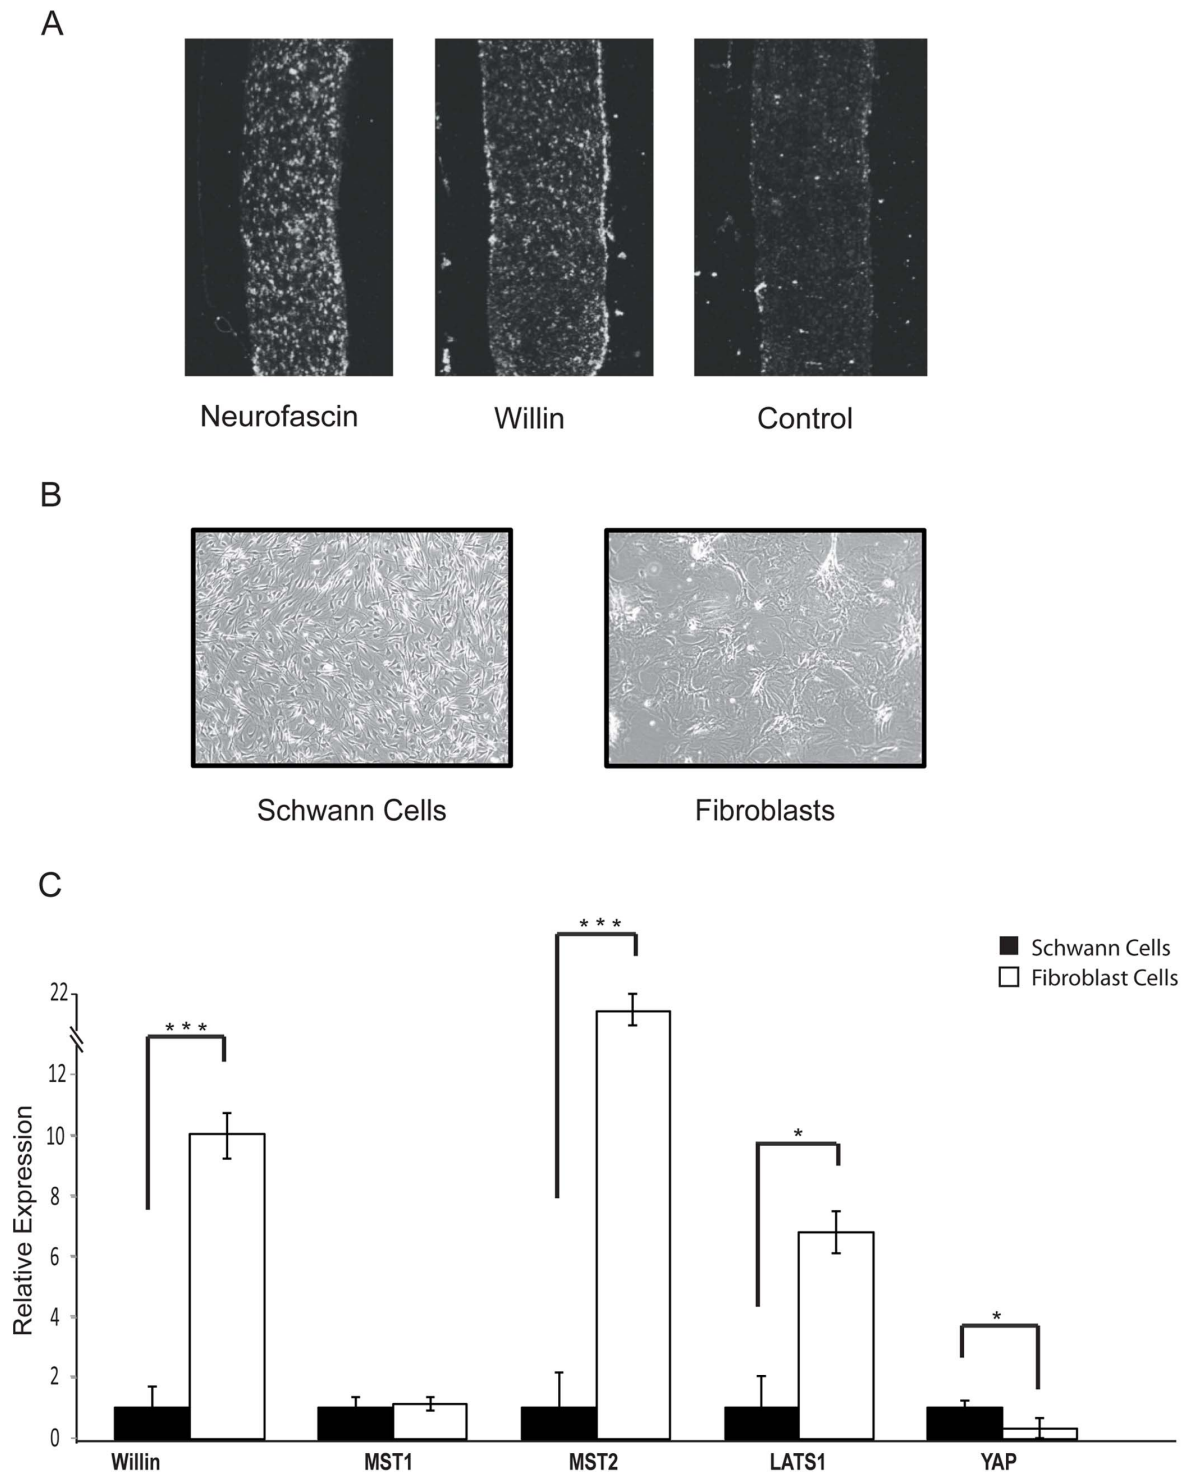 A
Neurofascin
Willin
Control
B
Schwann Cells
Fibroblasts
C
* * *
* * *
*
*
Schwann Cells
Fibroblast Cells
Relative Expression
22
12
10
8
6
4
2
0
Willin
MST1
MST2
LATS1
YAP